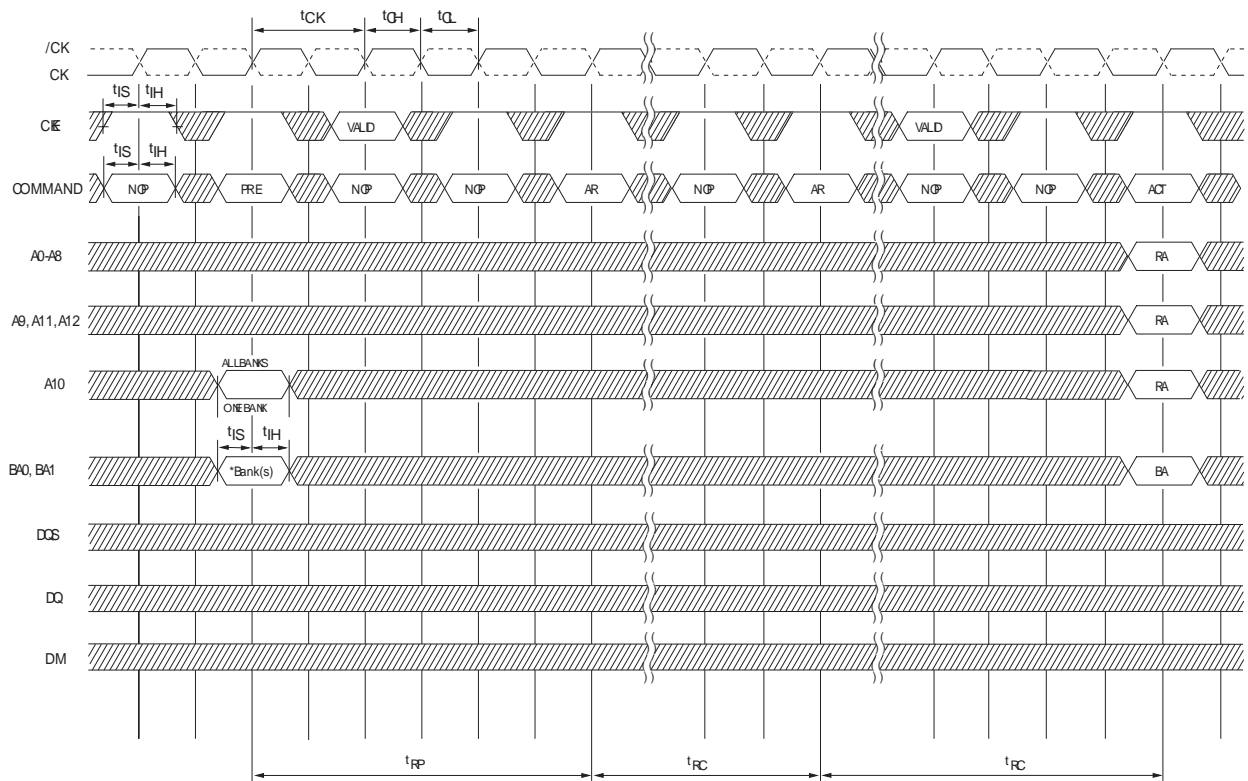 tCK tCH tCL
/CK
CK
tIS tIH
CKE VALID VALID
tIS tIH
COMMAND NOP PRE NOP NOP AR NOP AR NOP NOP ACT
A0-A8 RA
A9, A11, A12 RA
ALL BANKS
A10 RA
ONE BANK
tIS tIH
BA0, BA1 *Bank(s) BA
DQS
DQ
DM
tRP tRC tRC